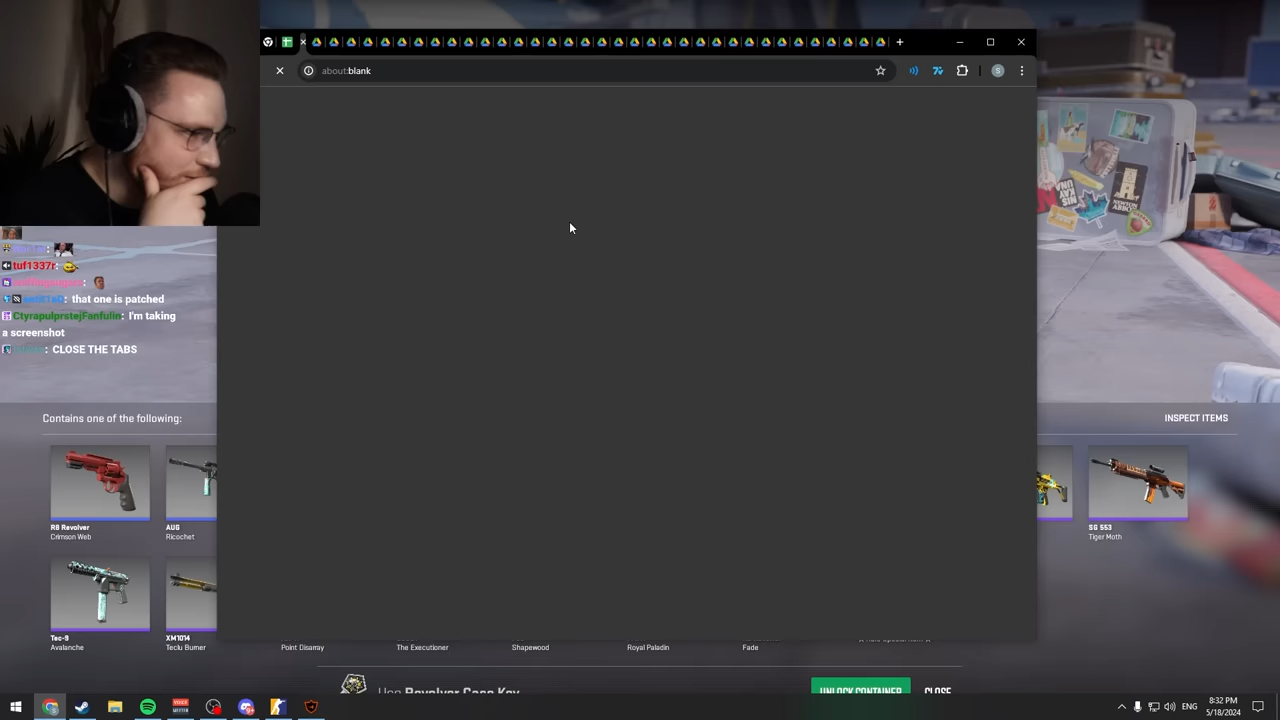 about:blank
S
tuf1337r:
: that one is patched
CtyrapulprstejFanfulin: I'm taking
a screenshot
: CLOSE THE TABS
NEWTON
ABBEY
Contains one of the following:
INSPECT ITEMS
R8 Revolver
Crimson Web
AUG
Ricochet
SG 553
Tiger Moth
Tec-9
Avalanche
XM1014
Teclu Burner
Point Disarray
The Executioner
Shapewood
Royal Paladin
Fade
Use Revolver Case Key
UNLOCK CONTAINER
CLOSE
ENG
8:32 PM
5/18/2024